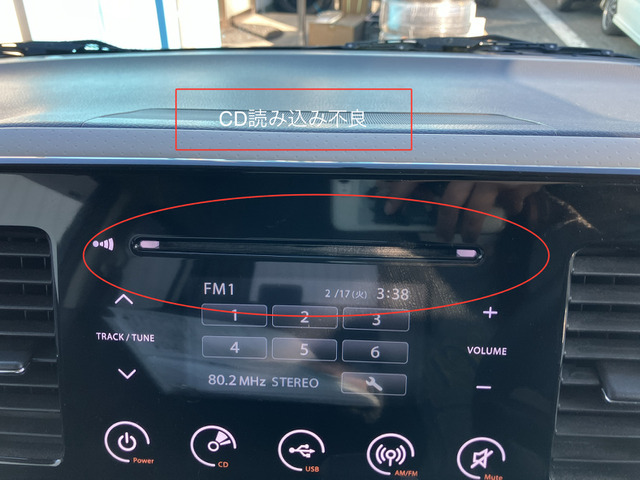 CD読み込み不良
FM1 2/17(火) 3:38
1 2 3
TRACK / TUNE
4 5 6
VOLUME
80.2 MHz STEREO
Power CD USB AM/FM Mute